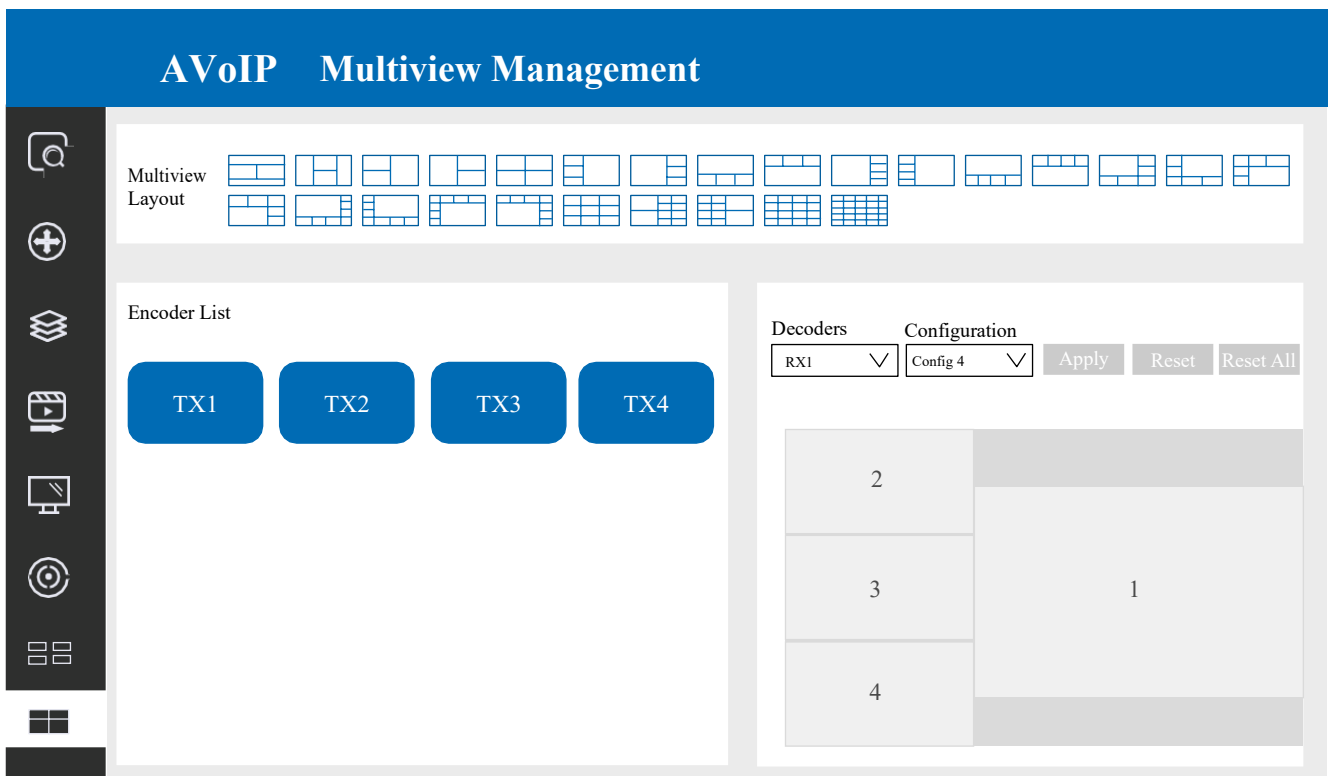 AVoIP Multiview Management
Multiview
Layout
Encoder List
TX1 TX2 TX3 TX4
Decoders Configuration
RX1 Config 4 Apply Reset Reset All
2
3 1
4